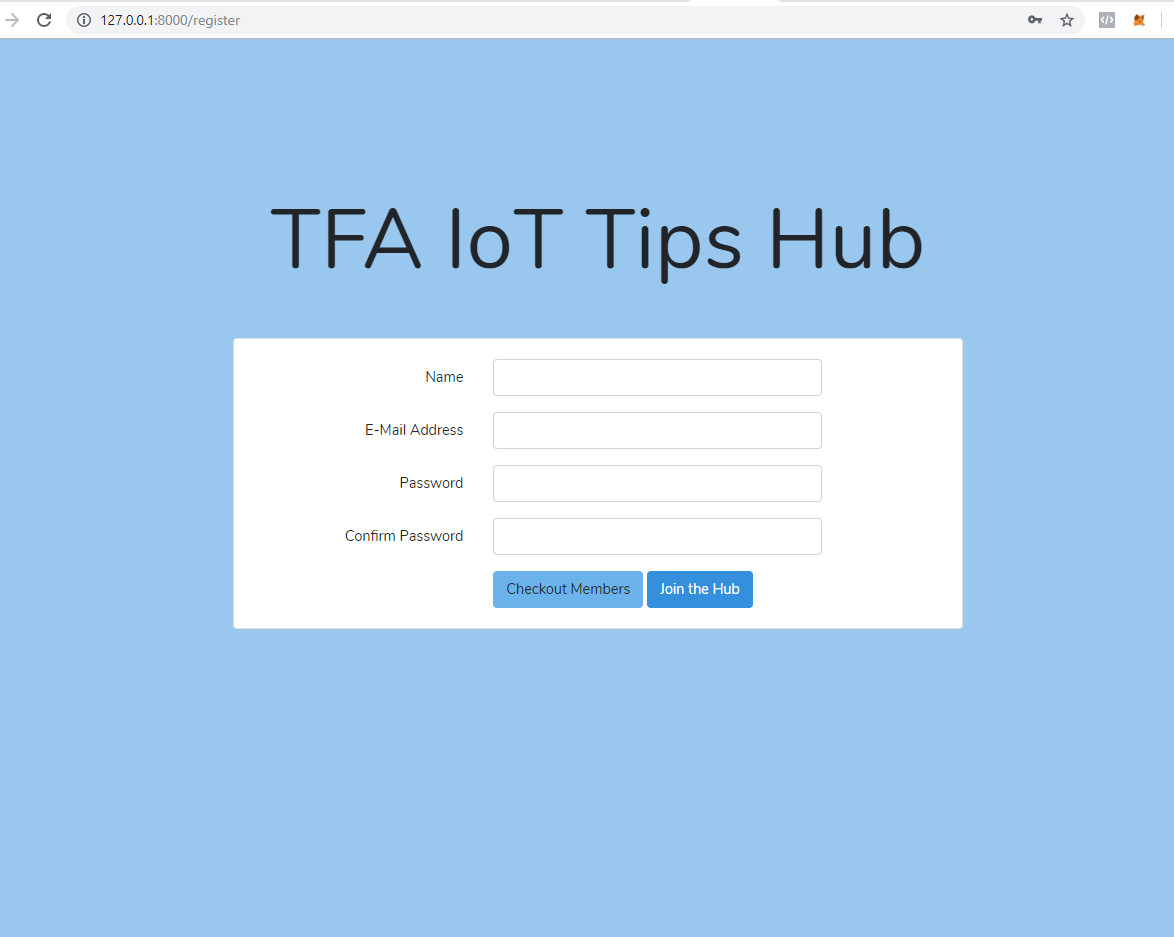 127.0.0.1:8000/register
TFA IoT Tips Hub
Name
E-Mail Address
Password
Confirm Password
Checkout Members Join the Hub